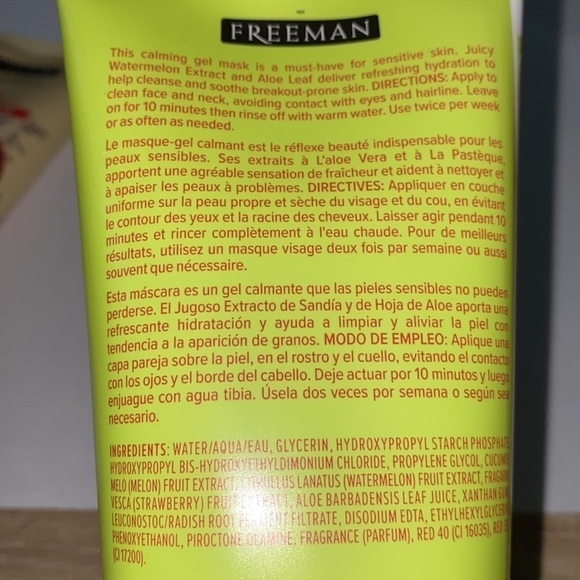 FREEMAN
This calming gel mask is a must-have for sensitive skin. Juicy
Watermelon Extract and Aloe Leaf deliver refreshing hydration to
help cleanse and soothe breakout-prone skin. DIRECTIONS: Apply to
clean face and neck, avoiding contact with eyes and hairline. Leave
on for 10 minutes then rinse off with warm water. Use twice per week
or as often as needed.
Le masque-gel calmant est le réflexe beauté indispensable pour les
peaux sensibles. Ses extraits à L'aloe Vera et à La Pastèque,
apportent une agréable sensation de fraîcheur et aident à nettoyer et
à apaiser les peaux à problèmes. DIRECTIVES: Appliquer en couche
uniforme sur la peau propre et sèche du visage et du cou, en évitant
le contour des yeux et la racine des cheveux. Laisser agir pendant 10
minutes et rincer complètement à l'eau chaude. Pour de meilleurs
résultats, utilisez un masque visage deux fois par semaine ou aussi
souvent que nécessaire.
Esta máscara es un gel calmante que las pieles sensibles no pueden
perderse. El Jugoso Extracto de Sandía y de Hoja de Aloe aporta una
refrescante hidratación y ayuda a limpiar y aliviar la piel con
tendencia a la aparición de granos. MODO DE EMPLEO: Aplique una
capa pareja sobre la piel, en el rostro y el cuello, evitando el contacto
con los ojos y el borde del cabello. Deje actuar por 10 minutos y luego
enjuague con agua tibia. Úsela dos veces por semana o según sea
necesario.
INGREDIENTS: WATER/AQUA/EAU, GLYCERIN, HYDROXYPROPYL STARCH PHOSPHATE,
HYDROXYPROPYL BIS-HYDROXYETHYLDIMONIUM CHLORIDE, PROPYLENE GLYCOL, CUCUMIS
MELO (MELON) FRUIT EXTRACT, CITRULLUS LANATUS (WATERMELON) FRUIT EXTRACT, FRAGARIA
VESCA (STRAWBERRY) FRUIT EXTRACT, ALOE BARBADENSIS LEAF JUICE, XANTHAN GUM,
LEUCONOSTOC/RADISH ROOT FERMENT FILTRATE, DISODIUM EDTA, ETHYLHEXYLGLYCERIN,
PHENOXYETHANOL, PIROCTONE OLAMINE, FRAGRANCE (PARFUM), RED 40 (CI 16035), RED
(CI 17200).